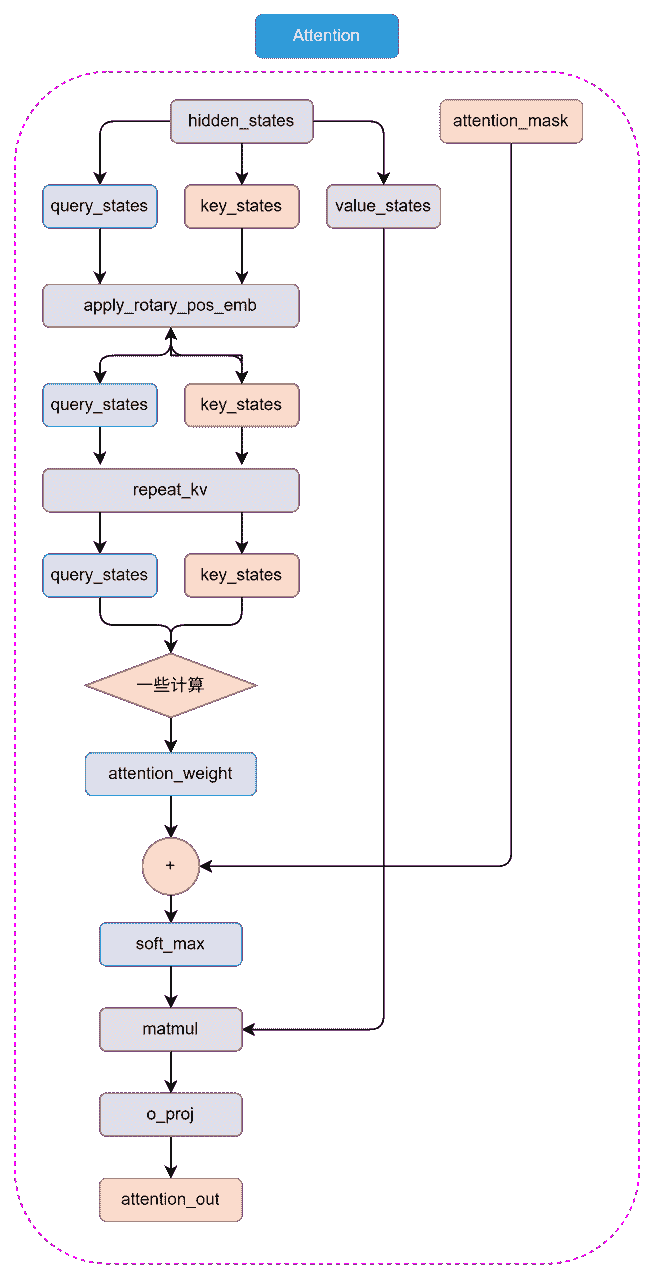 Attention
hidden_states
attention_mask
query_states
key_states
value_states
apply_rotary_pos_emb
query_states
key_states
repeat_kv
query_states
key_states
一些计算
attention_weight
+
soft_max
matmul
o_proj
attention_out